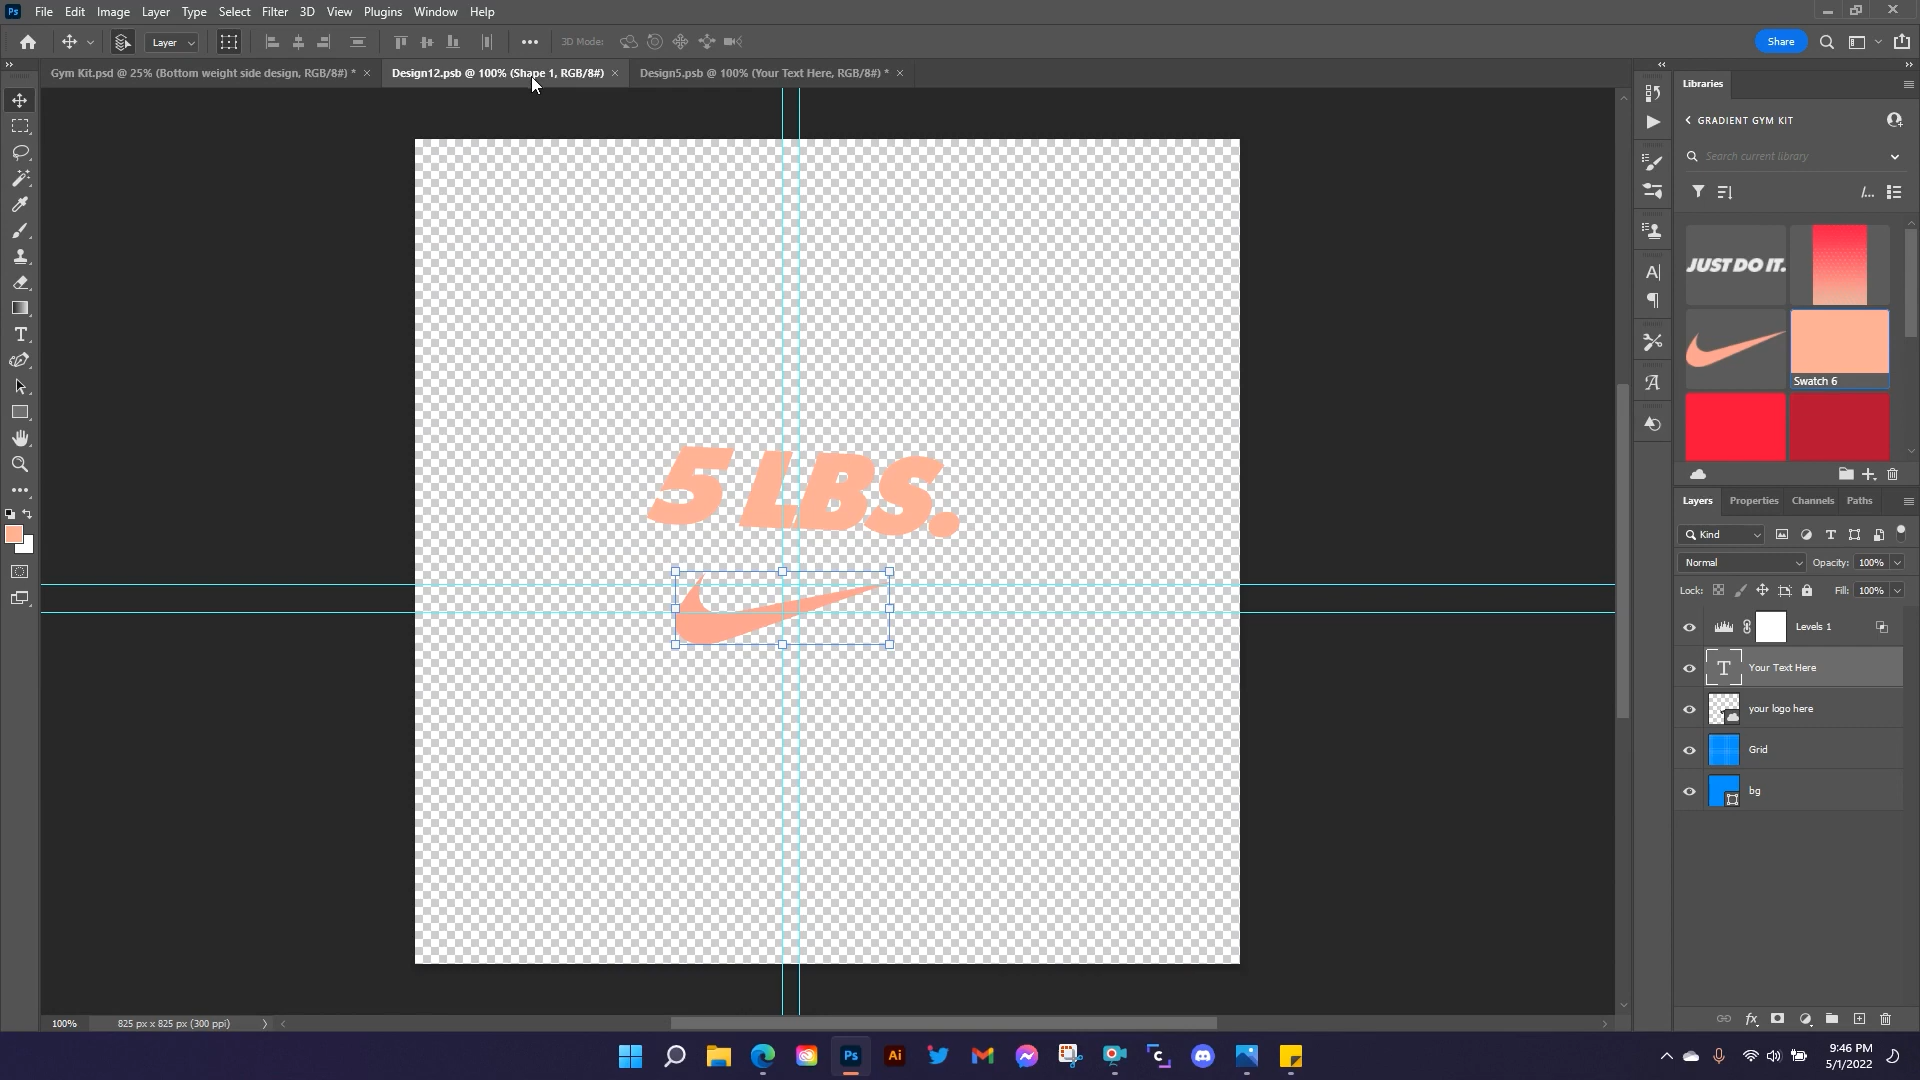 Ps File Edit Image Layer Type Select Filter 3D View Plugins Window Help
Layer 3D Mode: Share
Gym Kit.psd @ 25% (Bottom weight side design, RGB/8#) * × Design12.psb @ 100% (Shape 1, RGB/8#) × Design5.psb @ 100% (Your Text Here, RGB/8#) * ×
Libraries
GRADIENT GYM KIT
Search current library
JUST DO IT.
Swatch 6
5 LBS.
Layers Properties Channels Paths
Kind
Normal Opacity: 100%
Lock: Fill: 100%
Levels 1
T Your Text Here
your logo here
Grid
bg
fx
100% 825 px x 825 px (300 ppi)
Ps Ai
9:46 PM
5/1/2022